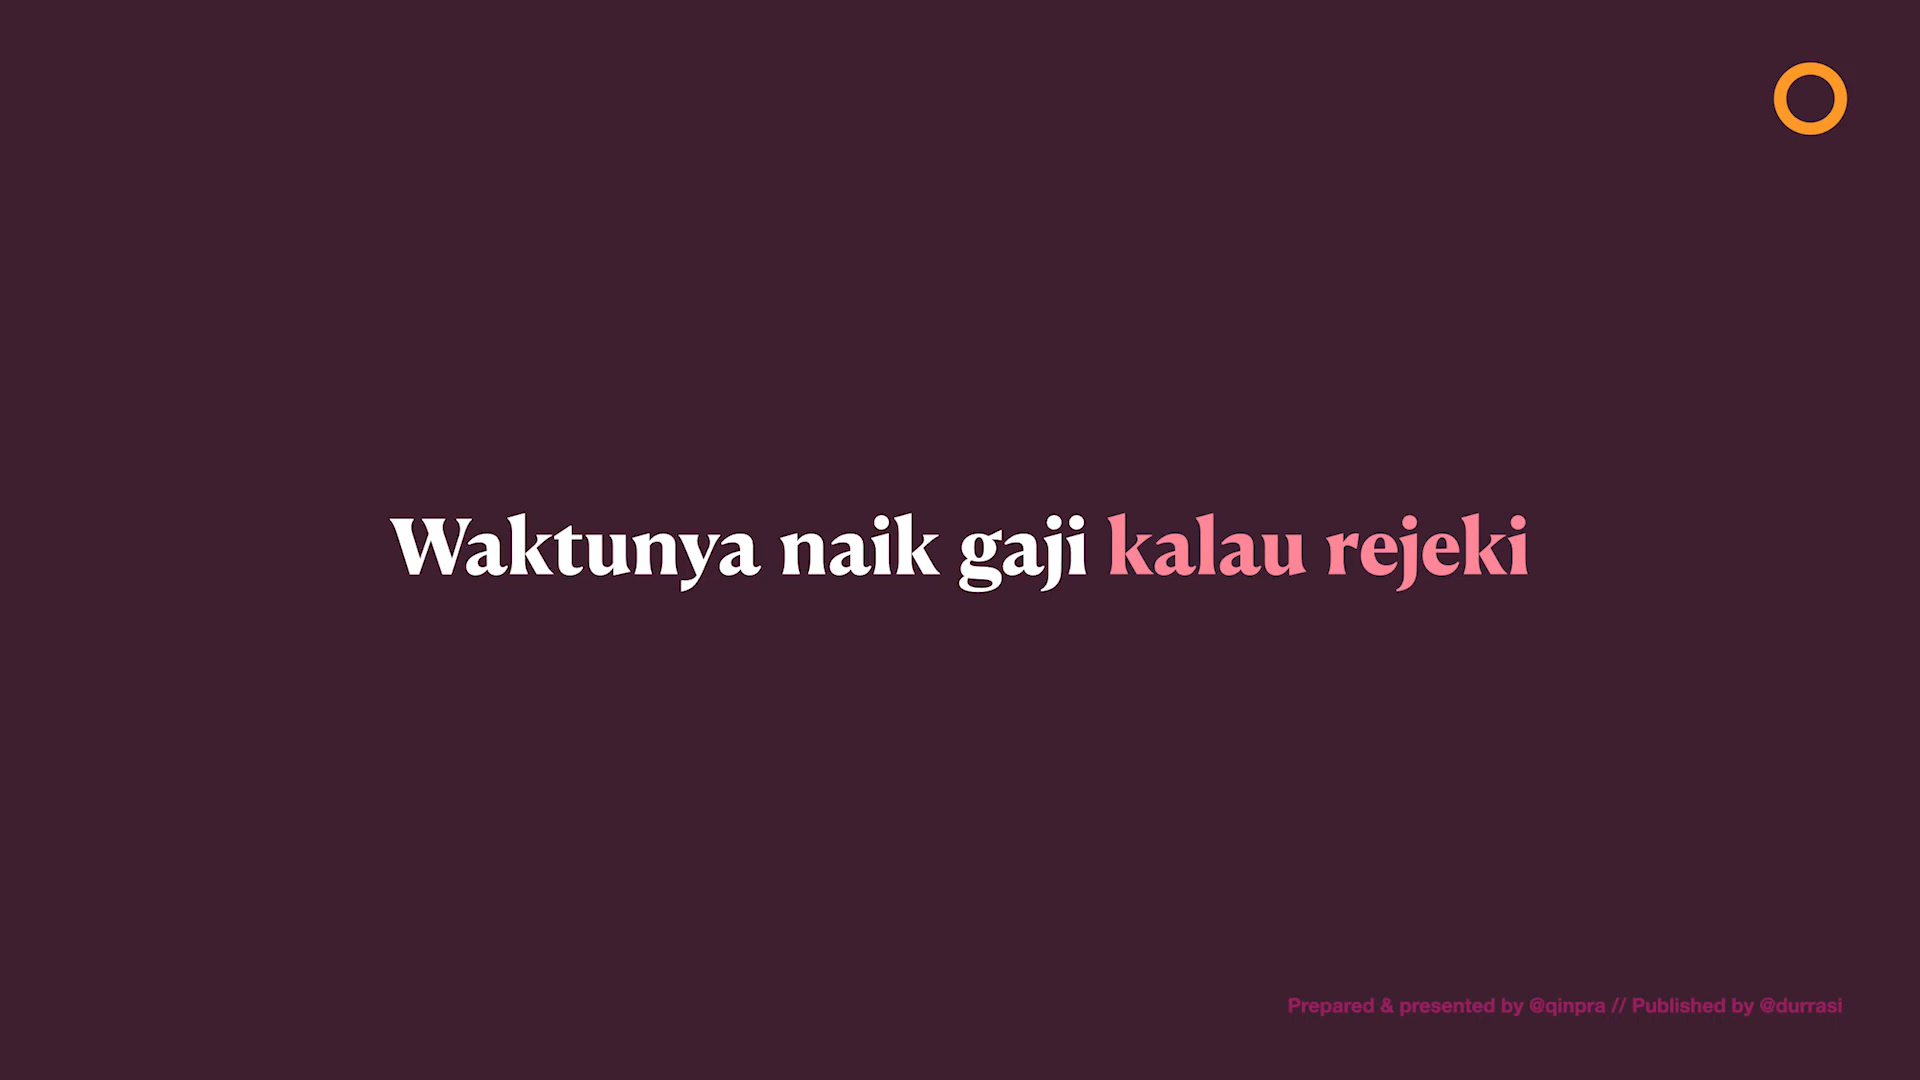 Waktunya naik gaji kalau rejeki
Prepared & presented by @qinpra // Published by @durrasi